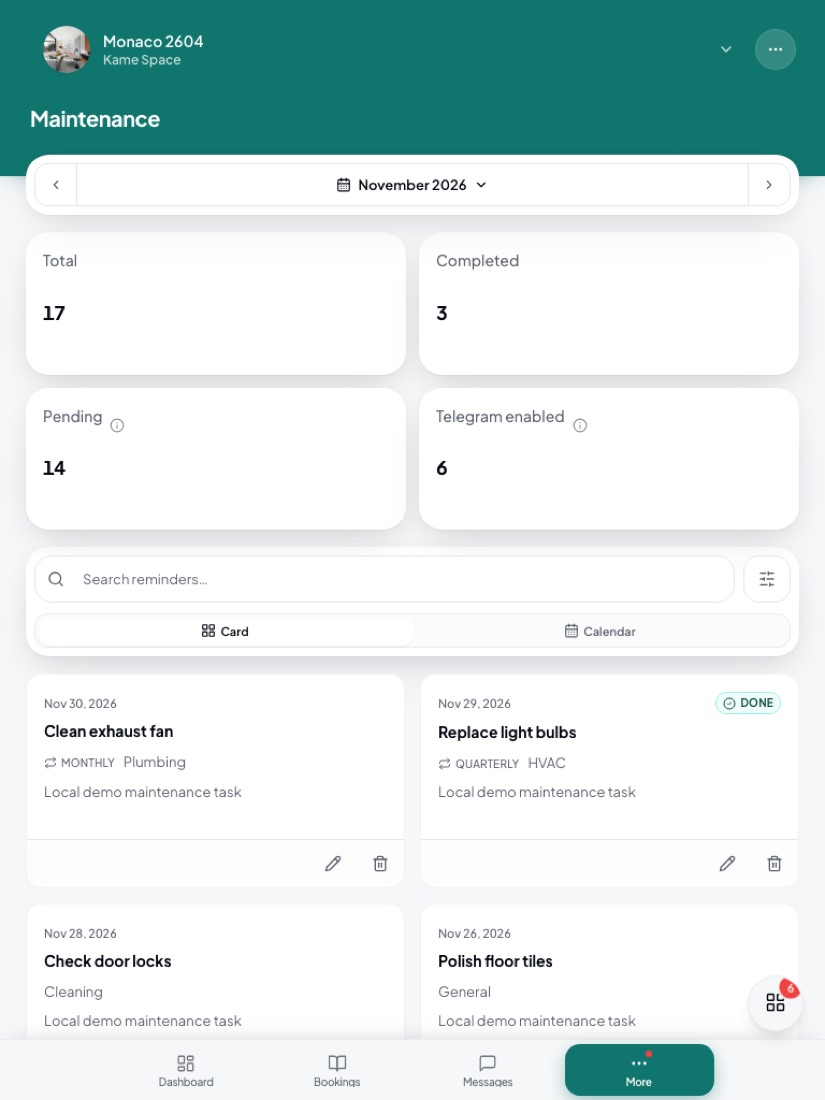 Monaco 2604
Kame Space
Maintenance
November 2026
Total
17
Completed
3
Pending
14
Telegram enabled
6
Search reminders...
Card
Calendar
Nov 30, 2026
Clean exhaust fan
MONTHLY Plumbing
Local demo maintenance task
Nov 29, 2026
DONE
Replace light bulbs
QUARTERLY HVAC
Local demo maintenance task
Nov 28, 2026
Check door locks
Cleaning
Local demo maintenance task
Nov 26, 2026
Polish floor tiles
General
Local demo maintenance task
6
Dashboard
Bookings
Messages
More